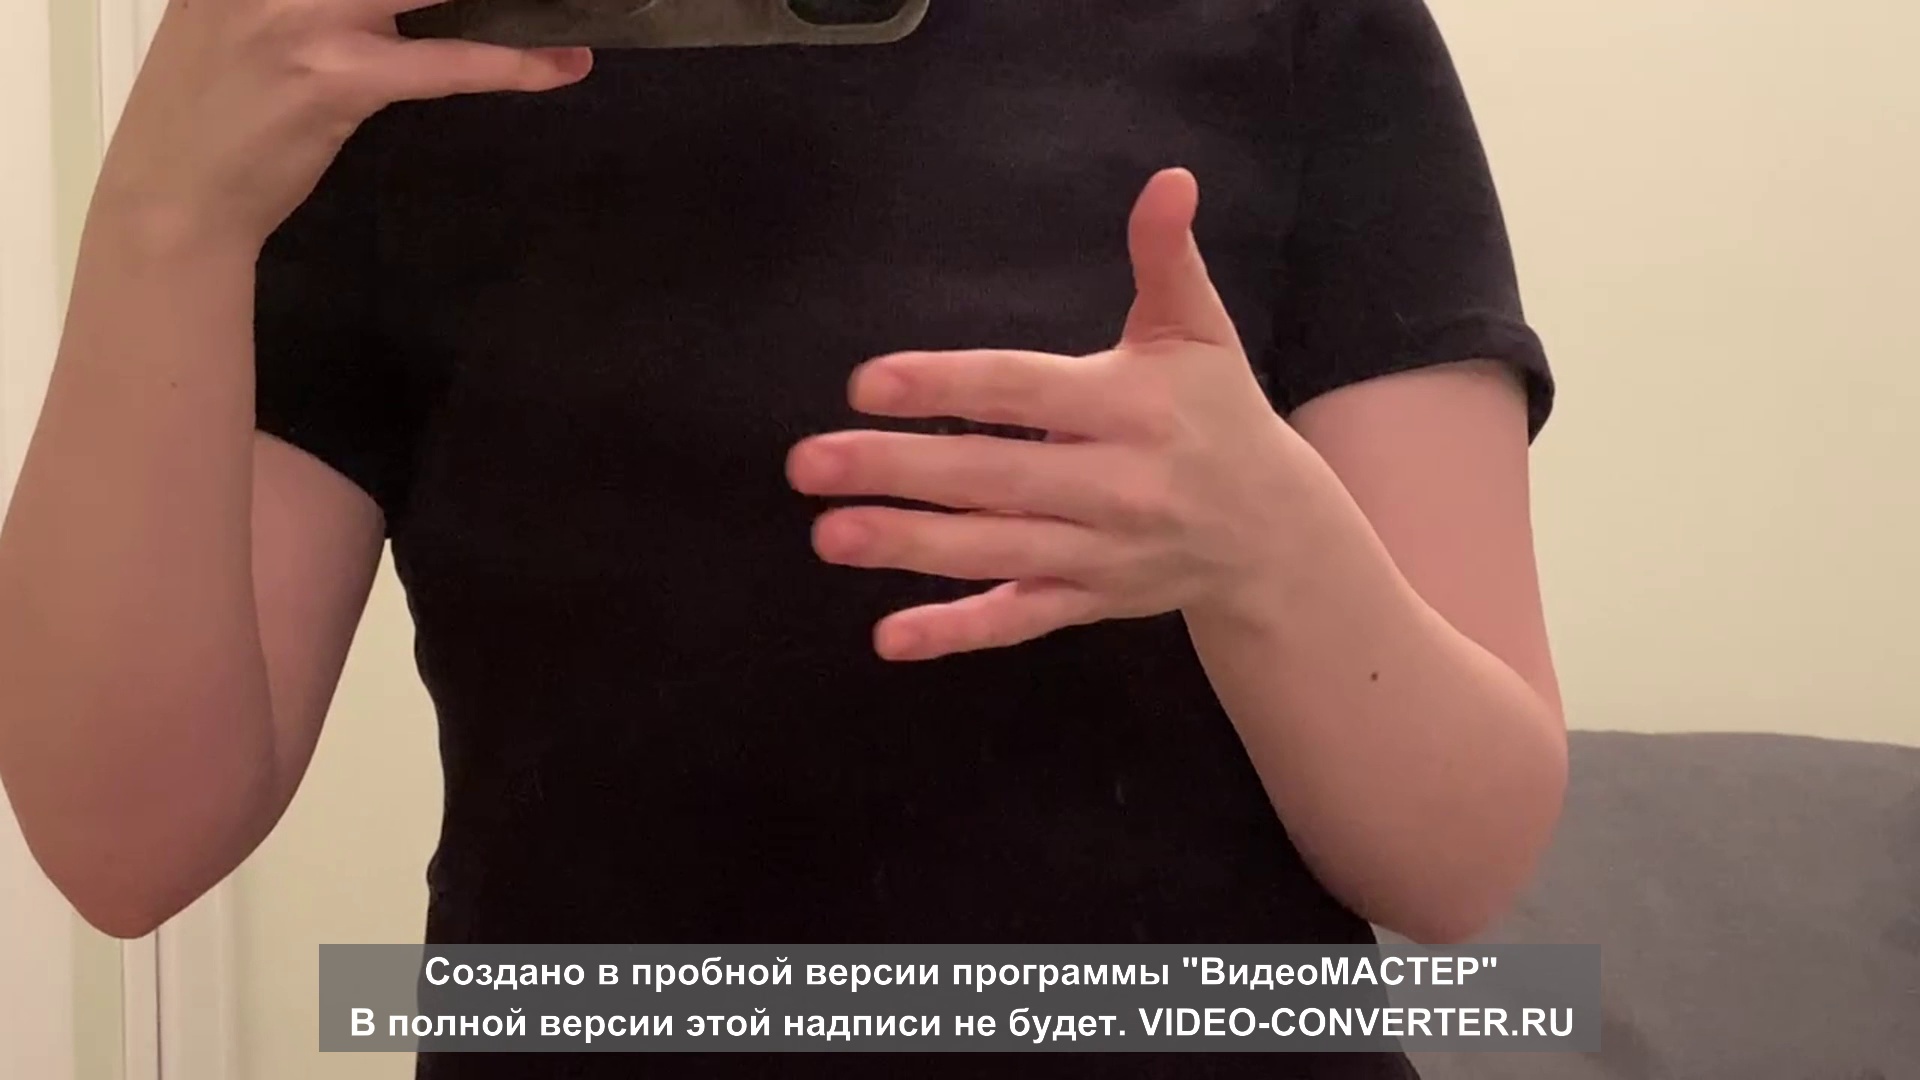 Создано в пробной версии программы "ВидеоМАСТЕР"
В полной версии этой надписи не будет. VIDEO-CONVERTER.RU